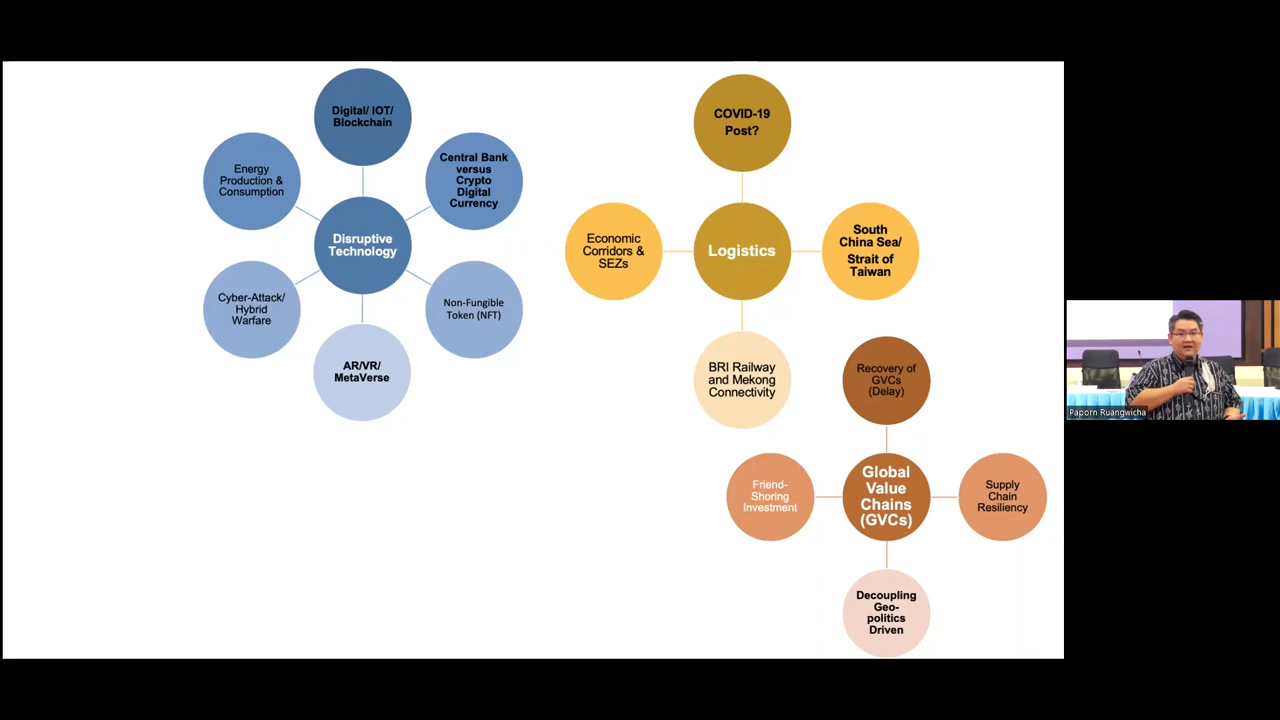 Digital/ IOT/
Blockchain
Energy
Production &
Consumption
Central Bank
versus
Crypto
Digital
Currency
Disruptive
Technology
Cyber-Attack/
Hybrid
Warfare
Non-Fungible
Token (NFT)
AR/VR/
MetaVerse
COVID-19
Post?
Economic
Corridors &
SEZs
Logistics
South
China Sea/
Strait of
Taiwan
BRI Railway
and Mekong
Connectivity
Recovery of
GVCs
(Delay)
Friend-
Shoring
Investment
Global
Value
Chains
(GVCs)
Supply
Chain
Resiliency
Decoupling
Geo-
politics
Driven
Paporn Ruangwicha